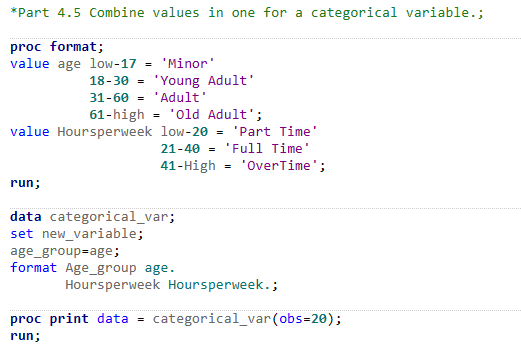 *Part 4.5 Combine values in one for a categorical variable.;
proc format;
value age low-17 = 'Minor'
18-30 = 'Young Adult'
31-60 = 'Adult'
61-high = 'Old Adult';
value Hoursperweek low-20 = 'Part Time'
21-40 = 'Full Time'
41-High = 'OverTime';
run;
data categorical_var;
set new_variable;
age_group=age;
format Age_group age.
Hoursperweek Hoursperweek.;
proc print data = categorical_var(obs=20);
run;